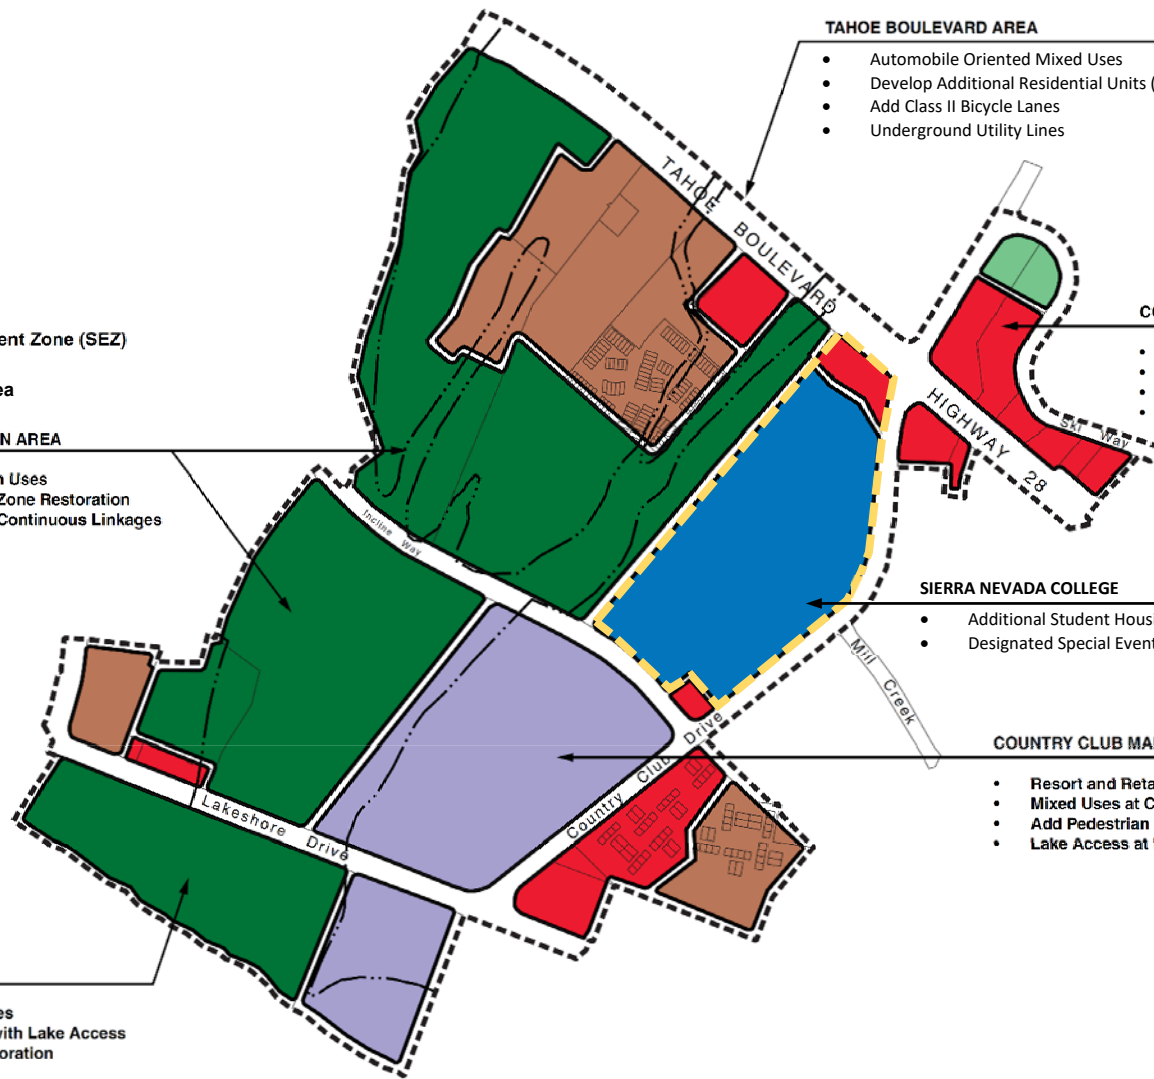 TAHOE BOULEVARD AREA
• Automobile Oriented Mixed Uses
• Develop Additional Residential Units (
• Add Class II Bicycle Lanes
• Underground Utility Lines
TAHOE BOULEVARD
CO
•
•
•
•
ent Zone (SEZ)
ea
N AREA
n Uses
Zone Restoration
Continuous Linkages
HIGHWAY 28
Ski Way
Incline Way
SIERRA NEVADA COLLEGE
• Additional Student Housi
• Designated Special Event
Mill Creek
COUNTRY CLUB MA
• Resort and Reta
• Mixed Uses at C
• Add Pedestrian
• Lake Access at
Country Club Drive
Lakeshore Drive
es
with Lake Access
oration